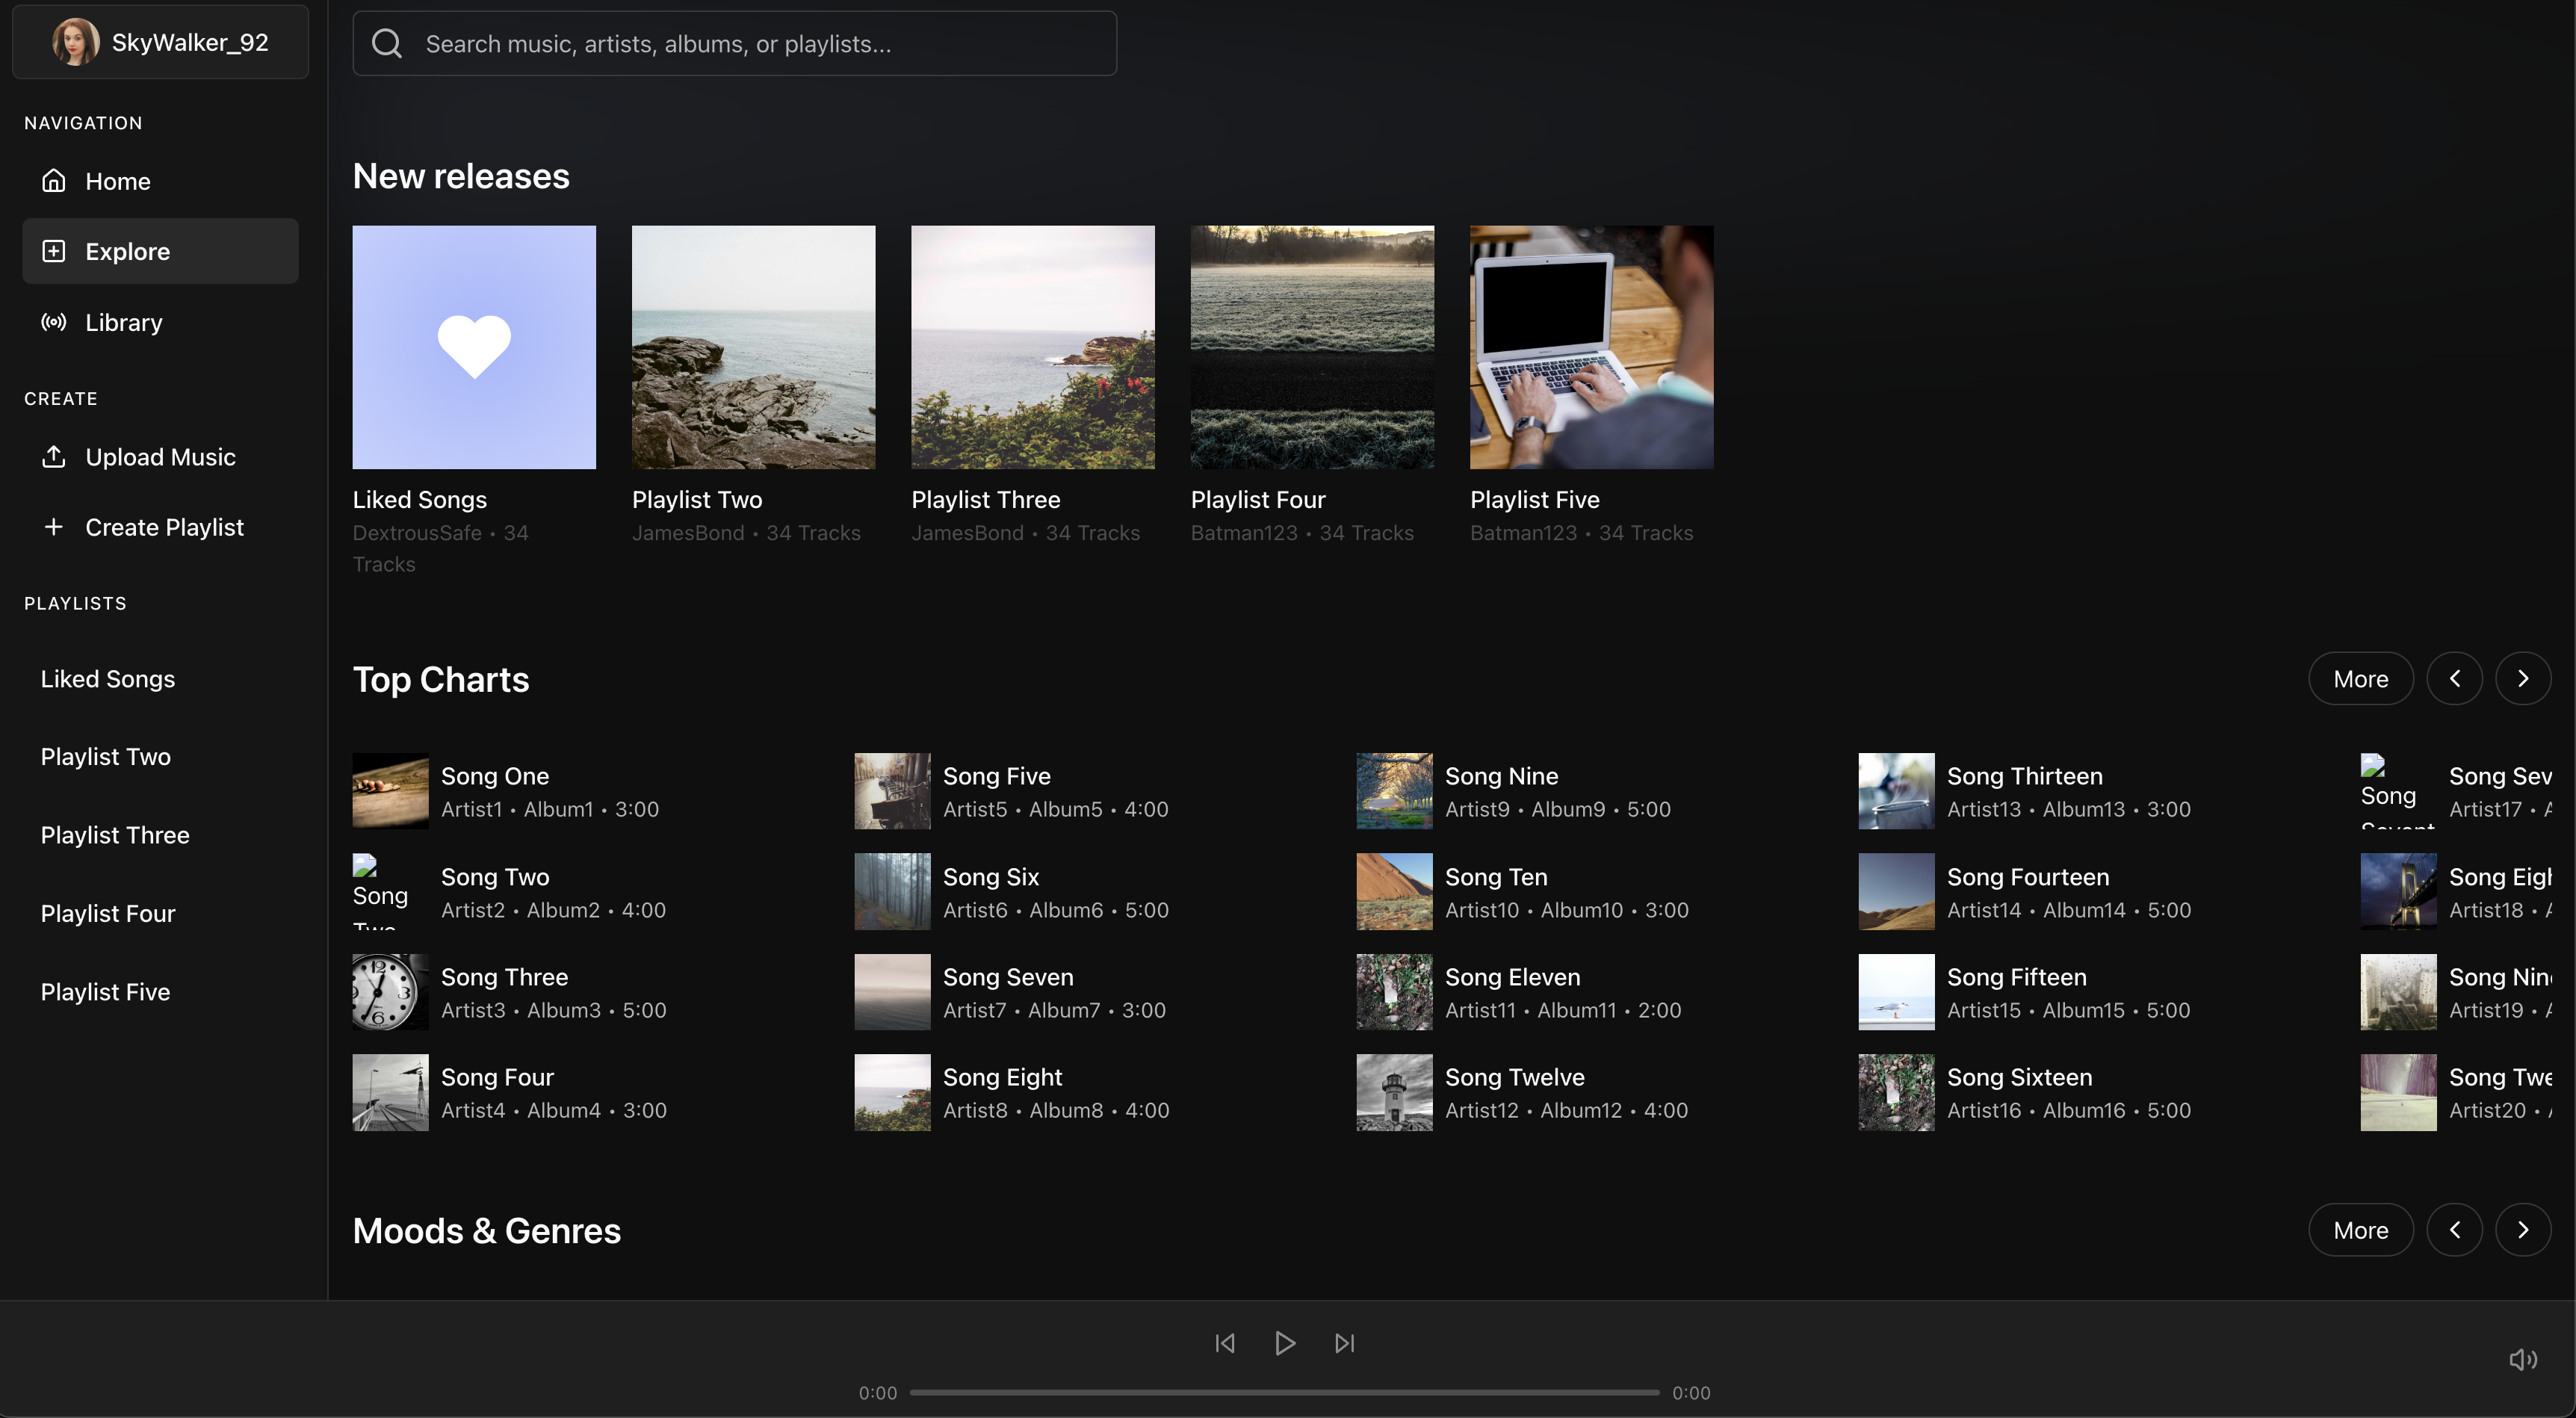 SkyWalker_92
Search music, artists, albums, or playlists...
NAVIGATION
Home
Explore
Library
CREATE
Upload Music
Create Playlist
PLAYLISTS
Liked Songs
Playlist Two
Playlist Three
Playlist Four
Playlist Five
New releases
Liked Songs
DextrousSafe • 34
Tracks
Playlist Two
JamesBond • 34 Tracks
Playlist Three
JamesBond • 34 Tracks
Playlist Four
Batman123 • 34 Tracks
Playlist Five
Batman123 • 34 Tracks
Top Charts
More
Song One
Artist1 • Album1 • 3:00
Song
Two
Song Two
Artist2 • Album2 • 4:00
Song Three
Artist3 • Album3 • 5:00
Song Four
Artist4 • Album4 • 3:00
Song Five
Artist5 • Album5 • 4:00
Song Six
Artist6 • Album6 • 5:00
Song Seven
Artist7 • Album7 • 3:00
Song Eight
Artist8 • Album8 • 4:00
Song Nine
Artist9 • Album9 • 5:00
Song Ten
Artist10 • Album10 • 3:00
Song Eleven
Artist11 • Album11 • 2:00
Song Twelve
Artist12 • Album12 • 4:00
Song Thirteen
Artist13 • Album13 • 3:00
Song Fourteen
Artist14 • Album14 • 5:00
Song Fifteen
Artist15 • Album15 • 5:00
Song Sixteen
Artist16 • Album16 • 5:00
Song
Song Sev
Artist17 •
Song Eig
Artist18 •
Song Nin
Artist19 •
Song Twe
Artist20 •
Moods & Genres
More
0:00
0:00